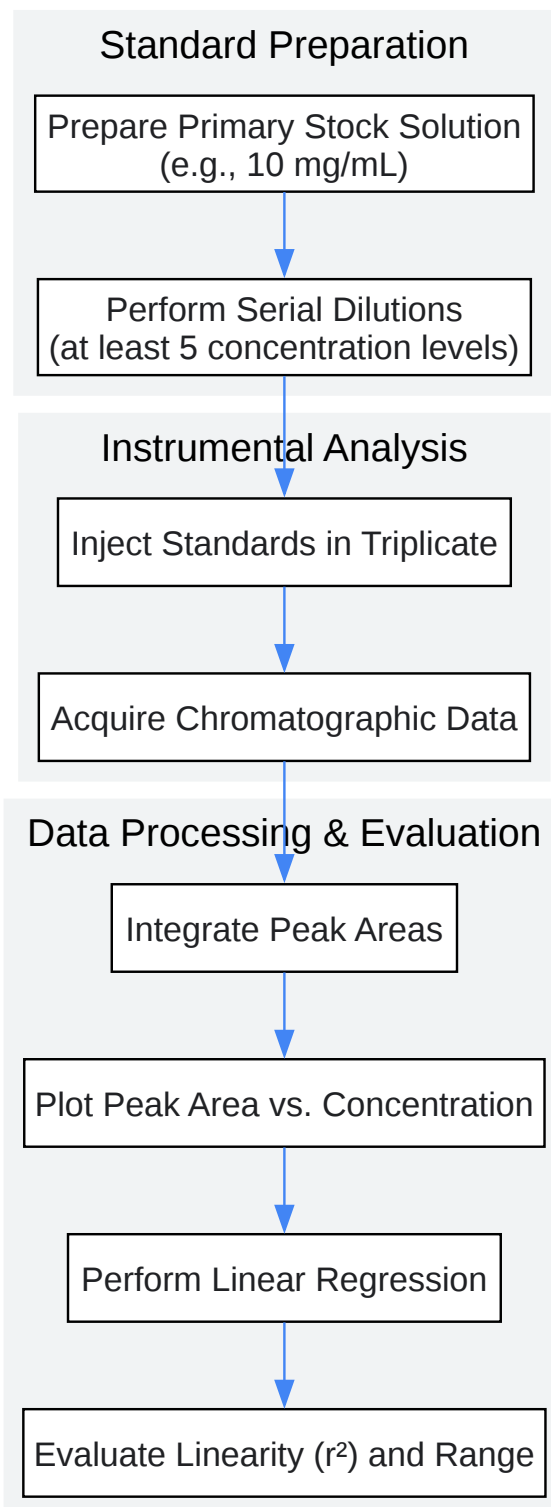 Standard Preparation
Prepare Primary Stock Solution
(e.g., 10 mg/mL)
Perform Serial Dilutions
(at least 5 concentration levels)
Instrumental Analysis
Inject Standards in Triplicate
Acquire Chromatographic Data
Data Processing & Evaluation
Integrate Peak Areas
Plot Peak Area vs. Concentration
Perform Linear Regression
Evaluate Linearity (r²) and Range